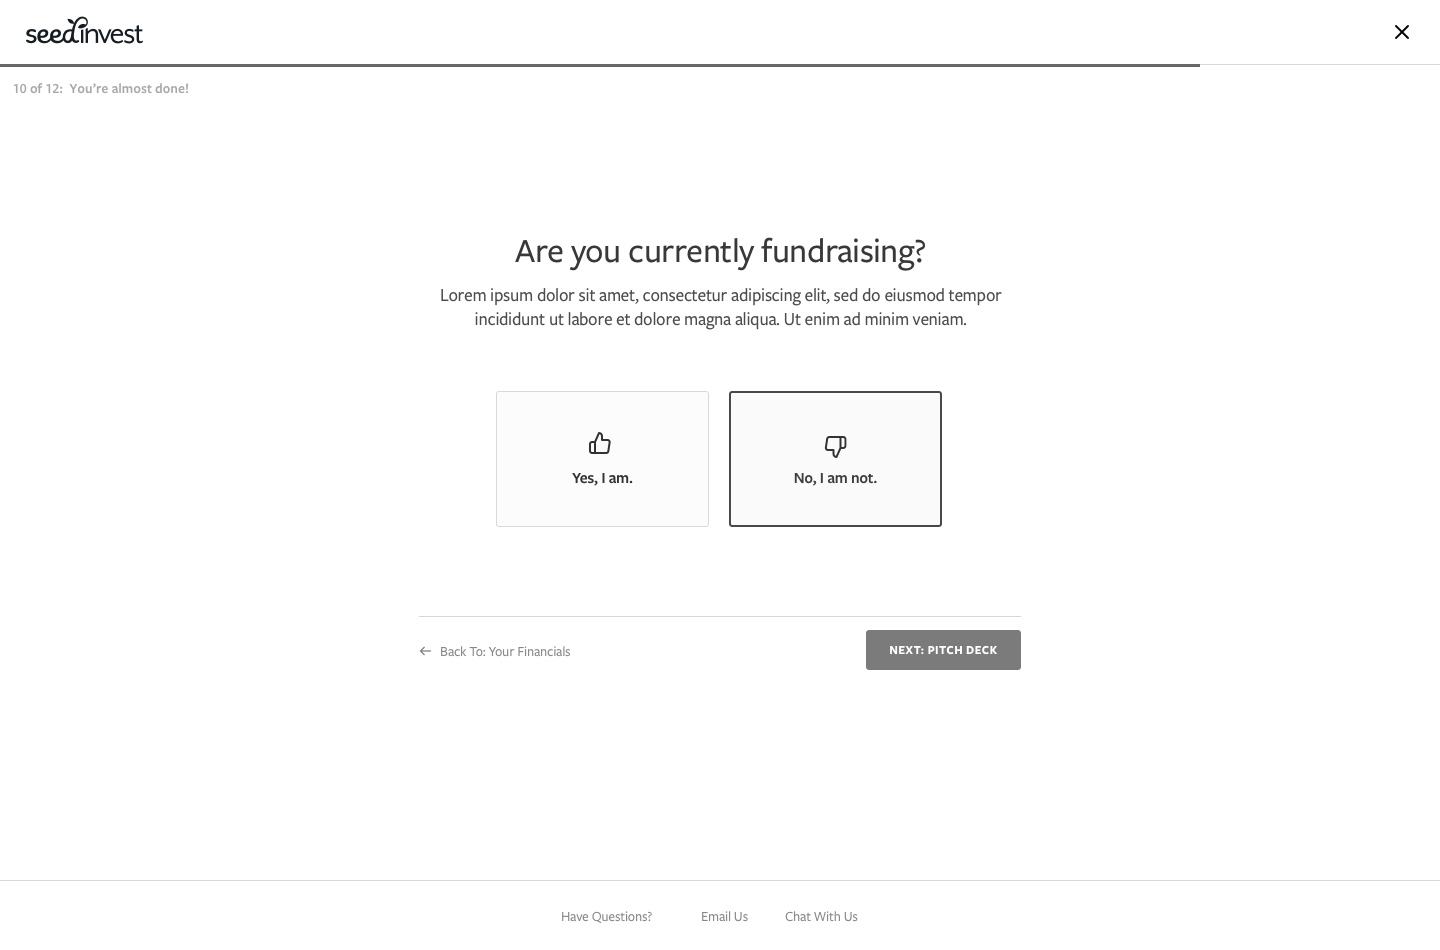 seedinvest
10 of 12: You're almost done!
Are you currently fundraising?
Lorem ipsum dolor sit amet, consectetur adipiscing elit, sed do eiusmod tempor
incididunt ut labore et dolore magna aliqua. Ut enim ad minim veniam.
Yes, I am.
No, I am not.
Back To: Your Financials
NEXT: PITCH DECK
Have Questions? Email Us Chat With Us